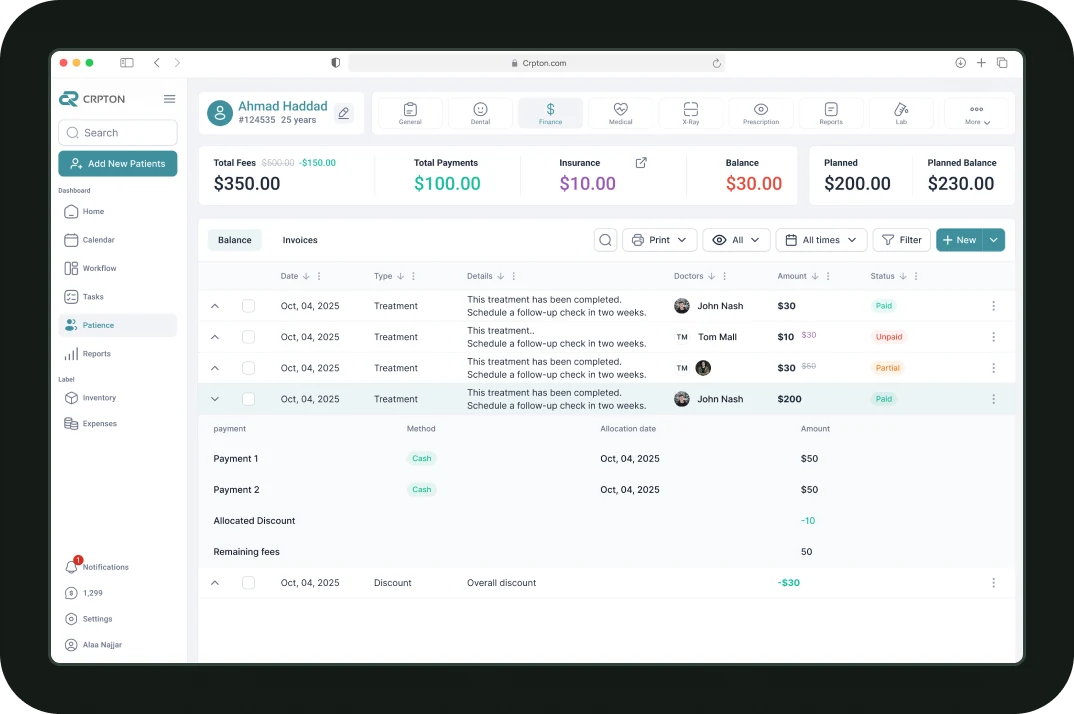 Crpton.com
CRPTON
Search
Add New Patients
Dashboard
Home
Calendar
Workflow
Tasks
Patience
Reports
Label
Inventory
Expenses
1
Notifications
$ 1,299
Settings
Alaa Najjar
Ahmad Haddad
#124535 25 years
General
Dental
$
Finance
Medical
X-Ray
Prescription
Reports
Lab
More
Total Fees $500.00 -$150.00
$350.00
Total Payments
$100.00
Insurance
$10.00
Balance
$30.00
Planned
$200.00
Planned Balance
$230.00
Balance
Invoices
Print
All
All times
Filter
+ New
Date Type Details Doctors Amount Status
Oct, 04, 2025 Treatment This treatment has been completed.
Schedule a follow-up check in two weeks. John Nash $30 Paid
Oct, 04, 2025 Treatment This treatment..
Schedule a follow-up check in two weeks. TM Tom Mall $10 $30 Unpaid
Oct, 04, 2025 Treatment This treatment has been completed.
Schedule a follow-up check in two weeks. TM $30 $50 Partial
Oct, 04, 2025 Treatment This treatment has been completed.
Schedule a follow-up check in two weeks. John Nash $200 Paid
payment Method Allocation date Amount
Payment 1 Cash Oct, 04, 2025 $50
Payment 2 Cash Oct, 04, 2025 $50
Allocated Discount -10
Remaining fees 50
Oct, 04, 2025 Discount Overall discount -$30